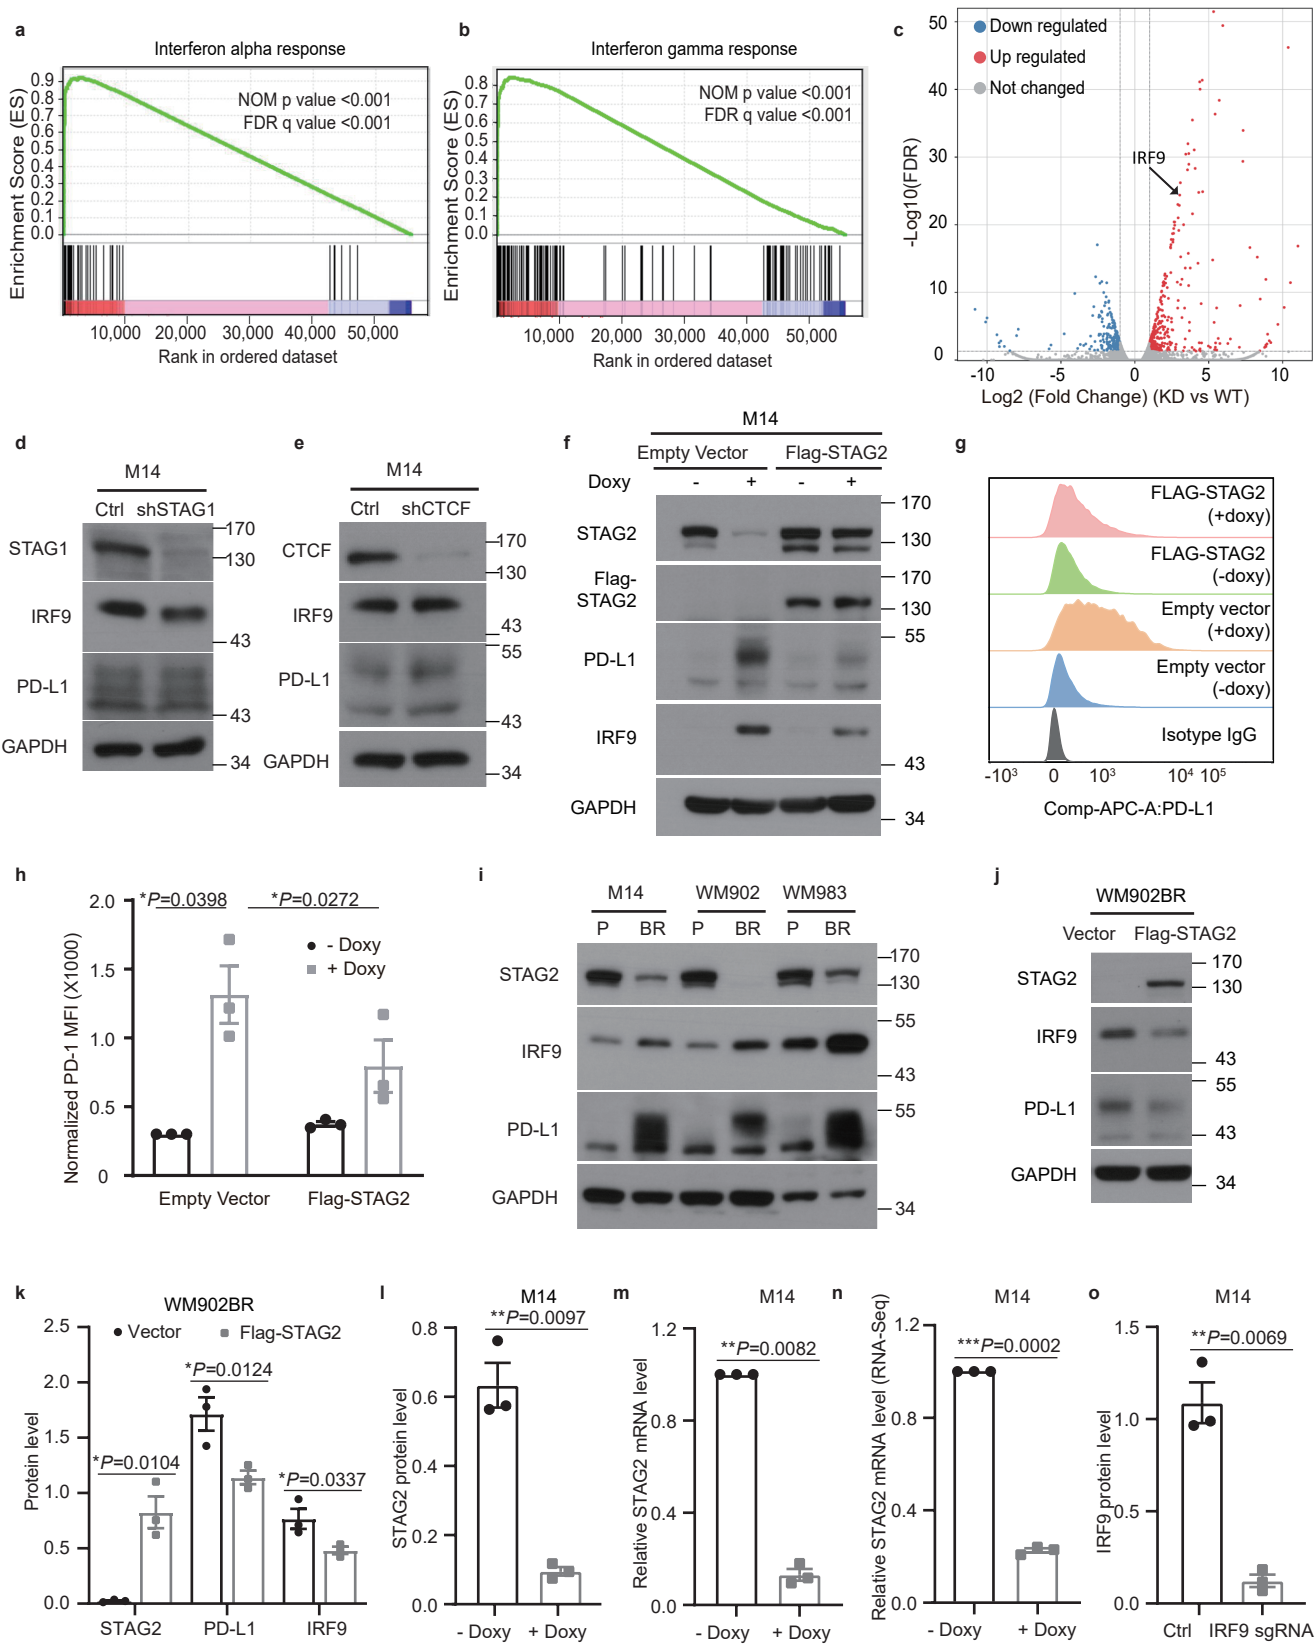 a
Interferon alpha response
NOM p value <0.001
FDR q value <0.001
Enrichment Score (ES)
0.9
0.8
0.7
0.6
0.5
0.4
0.3
0.2
0.1
0.0
10,000 20,000 30,000 40,000 50,000
Rank in ordered dataset
b
Interferon gamma response
NOM p value <0.001
FDR q value <0.001
Enrichment Score (ES)
0.8
0.7
0.6
0.5
0.4
0.3
0.2
0.1
0.0
10,000 20,000 30,000 40,000 50,000
Rank in ordered dataset
c
Down regulated
Up regulated
Not changed
IRF9
-Log10(FDR)
50
40
30
20
10
0
-10 -5 0 5 10
Log2 (Fold Change) (KD vs WT)
d
M14
Ctrl shSTAG1
STAG1
170
130
IRF9
43
PD-L1
43
GAPDH
34
e
M14
Ctrl shCTCF
CTCF
170
130
IRF9
43
55
PD-L1
43
GAPDH
34
f
M14
Empty Vector Flag-STAG2
Doxy - + - +
170
STAG2
130
Flag-
STAG2
170
130
55
PD-L1
IRF9
43
GAPDH
34
g
FLAG-STAG2
(+doxy)
FLAG-STAG2
(-doxy)
Empty vector
(+doxy)
Empty vector
(-doxy)
Isotype IgG
-10³ 0 10³ 10⁴ 10⁵
Comp-APC-A:PD-L1
h
*P=0.0398 *P=0.0272
- Doxy
+ Doxy
Normalized PD-1 MFI (X1000)
2.0
1.5
1.0
0.5
0
Empty Vector Flag-STAG2
i
M14 WM902 WM983
P BR P BR P BR
STAG2
170
130
55
IRF9
43
55
PD-L1
GAPDH
34
j
WM902BR
Vector Flag-STAG2
STAG2
170
130
IRF9
43
55
PD-L1
43
GAPDH
34
k
WM902BR
Vector Flag-STAG2
*P=0.0104
*P=0.0124
*P=0.0337
Protein level
2.5
2.0
1.5
1.0
0.5
0.0
STAG2 PD-L1 IRF9
l
M14
**P=0.0097
STAG2 protein level
0.8
0.6
0.4
0.2
0.0
- Doxy + Doxy
m
M14
**P=0.0082
Relative STAG2 mRNA level
1.2
0.8
0.4
0.0
- Doxy + Doxy
n
M14
***P=0.0002
Relative STAG2 mRNA level (RNA-Seq)
1.2
0.8
0.4
0.0
- Doxy + Doxy
o
M14
**P=0.0069
IRF9 protein level
1.5
1.0
0.5
0.0
Ctrl IRF9 sgRNA